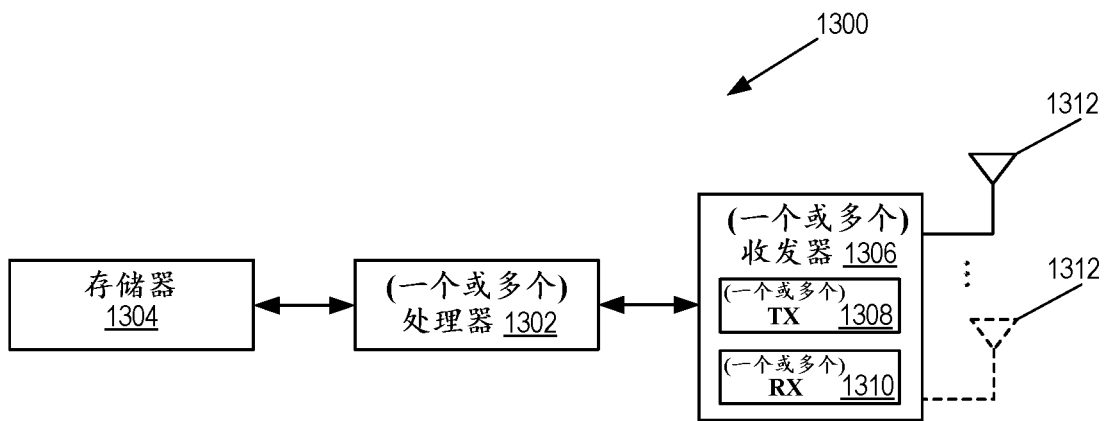 1300
1312
(一个或多个)
收发器 1306
存储器
1304
(一个或多个)
处理器 1302
(一个或多个)
TX 1308
(一个或多个)
RX 1310
1312